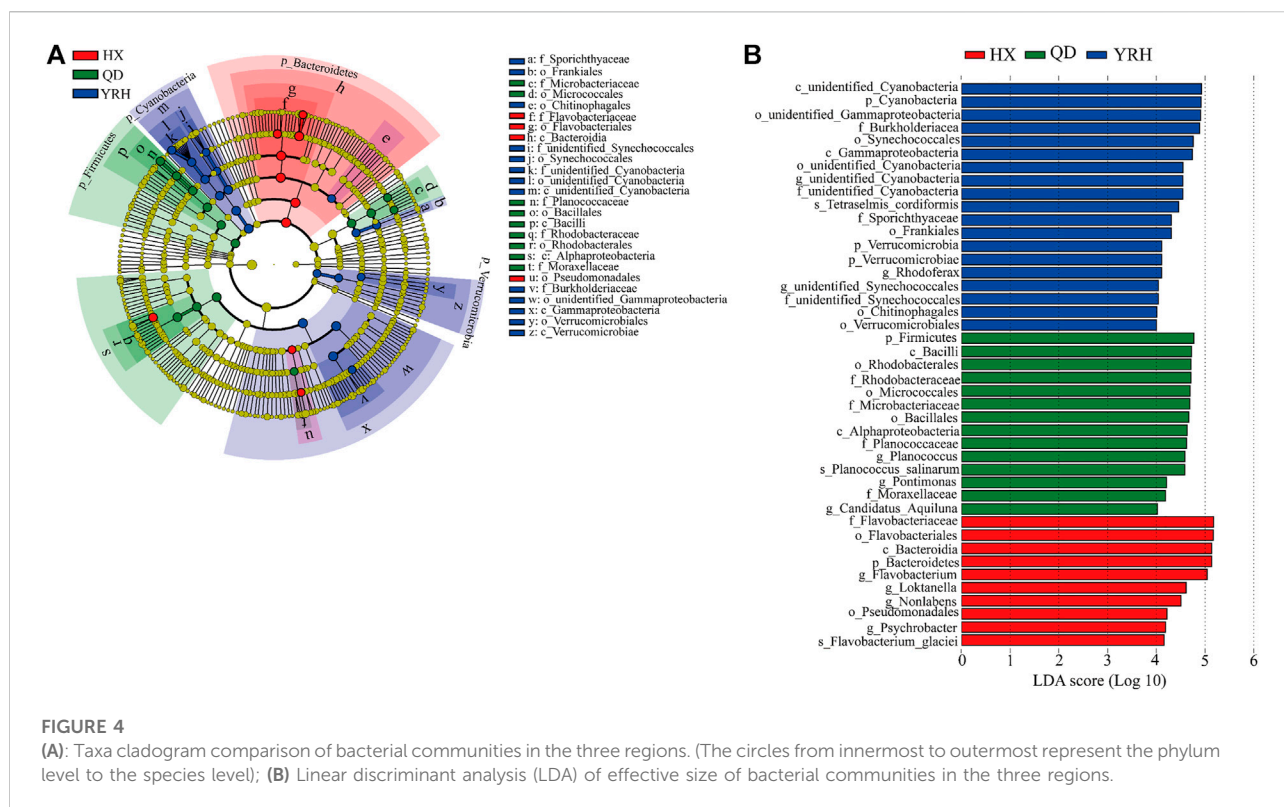 A
HX
QD
YRH
p_Bacteroidetes
p_Cyanobacteria
p_Firmicutes
p_Verrucomicrobia
m
j
k
l
p
o
n
g
f
h
e
d
c
b
a
y
z
w
v
x
t
u
q
r
s
a: f_Sporichthyaceae
b: o_Frankiales
c: f_Microbacteriaceae
d: o_Micrococcales
e: o_Chitinophagales
f: f_Flavobacteriaceae
g: o_Flavobacteriales
h: c_Bacteroidia
i: f_unidentified_Synechococcales
j: o_Synechococcales
k: f_unidentified_Cyanobacteria
l: o_unidentified_Cyanobacteria
m: c_unidentified_Cyanobacteria
n: f_Planococcaceae
o: o_Bacillales
p: c_Bacilli
q: f_Rhodobacteraceae
r: o_Rhodobacterales
s: c_Alphaproteobacteria
t: f_Moraxellaceae
u: o_Pseudomonadales
v: f_Burkholderiaceae
w: o_unidentified_Gammaproteobacteria
x: c_Gammaproteobacteria
y: o_Verrucomicrobiales
z: c_Verrucomicrobiae
B
HX QD YRH
c_unidentified_Cyanobacteria
p_Cyanobacteria
o_unidentified_Gammaproteobacteria
f_Burkholderiacea
o_Synechococcales
c_Gammaproteobacteria
o_unidentified_Cyanobacteria
g_unidentified_Cyanobacteria
f_unidentified_Cyanobacteria
s_Tetraselmis_cordiformis
f_Sporichthyaceae
o_Frankiales
p_Verrucomicrobia
p_Verrucomicrobiae
g_Rhodoferax
g_unidentified_Synechococcales
f_unidentified_Synechococcales
o_Chitinophagales
o_Verrucomicrobiales
p_Firmicutes
c_Bacilli
o_Rhodobacterales
f_Rhodobacteraceae
o_Micrococcales
f_Microbacteriaceae
o_Bacillales
c_Alphaproteobacteria
f_Planococcaceae
g_Planococcus
s_Planococcus_salinarum
g_Pontimonas
f_Moraxellaceae
g_Candidatus_Aquiluna
f_Flavobacteriaceae
o_Flavobacteriales
c_Bacteroidia
p_Bacteroidetes
g_Flavobacterium
g_Loktanella
g_Nonlabens
o_Pseudomonadales
g_Psychrobacter
s_Flavobacterium_glaciei
0 1 2 3 4 5 6
LDA score (Log 10)
FIGURE 4
(A): Taxa cladogram comparison of bacterial communities in the three regions. (The circles from innermost to outermost represent the phylum
level to the species level); (B) Linear discriminant analysis (LDA) of effective size of bacterial communities in the three regions.